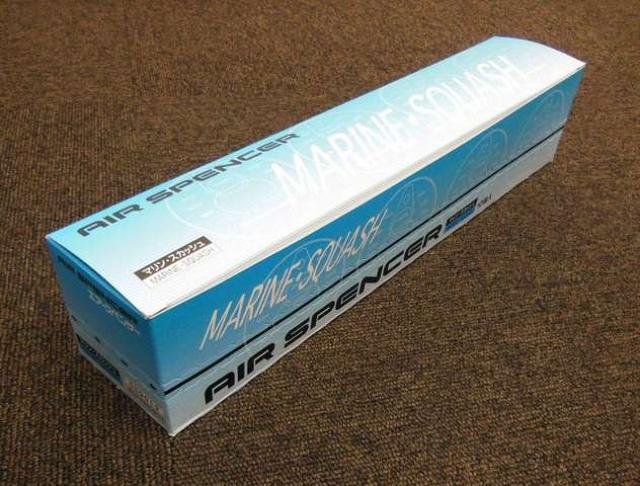 AIR SPENCER
MARINE・SQUASH
マリン・スカッシュ
MARINE SQUASH
MARINE・SQUASH
AIR SPENCER